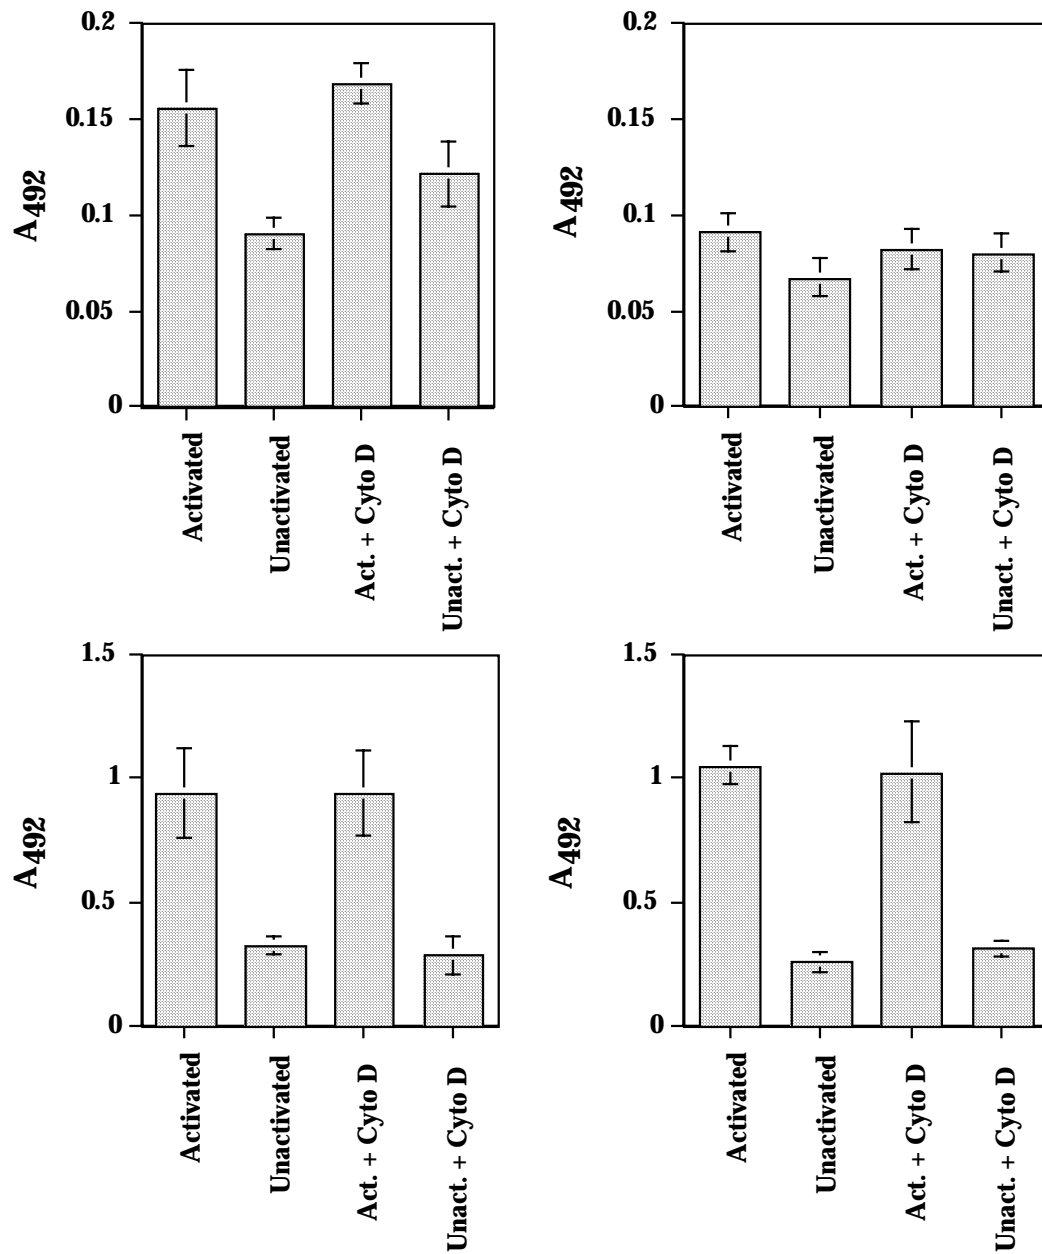 0.2
0.15
0.1
0.05
0
A492
Activated
Unactivated
Act. + Cyto D
Unact. + Cyto D
0.2
0.15
0.1
0.05
0
A492
Activated
Unactivated
Act. + Cyto D
Unact. + Cyto D
1.5
1
0.5
0
A492
Activated
Unactivated
Act. + Cyto D
Unact. + Cyto D
1.5
1
0.5
0
A492
Activated
Unactivated
Act. + Cyto D
Unact. + Cyto D